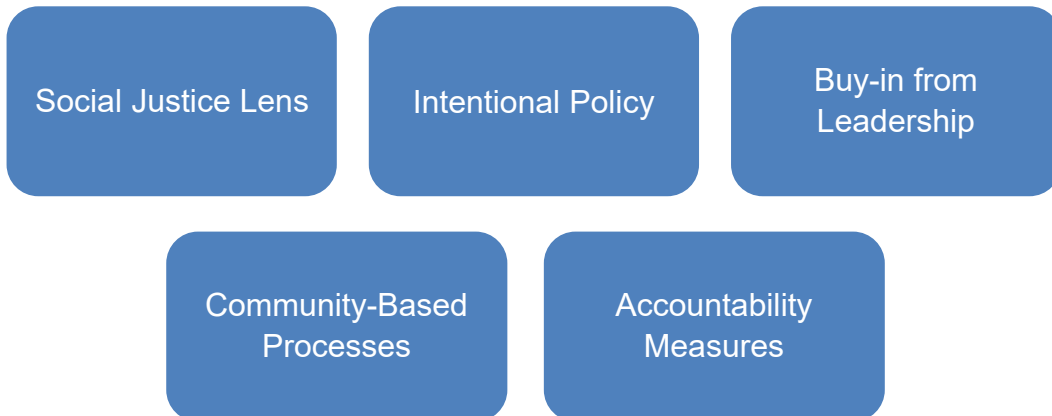 Social Justice Lens
Intentional Policy
Buy-in from
Leadership
Community-Based
Processes
Accountability
Measures